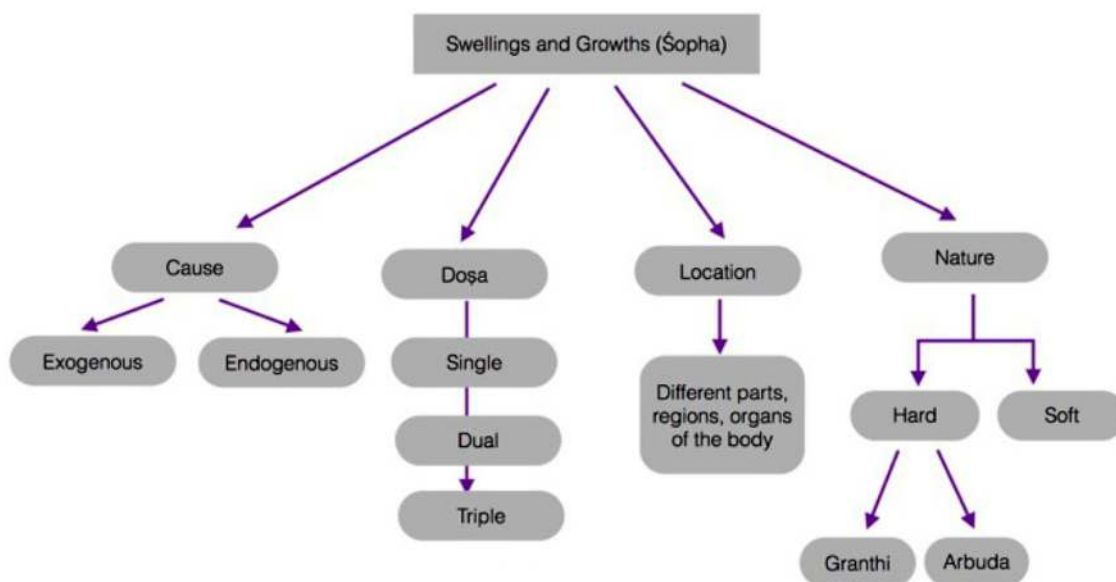 Swellings and Growths (Śopha)
Cause
Doṣa
Location
Nature
Exogenous
Endogenous
Single
Dual
Triple
Different parts,
regions, organs
of the body
Hard
Soft
Granthi
Arbuda